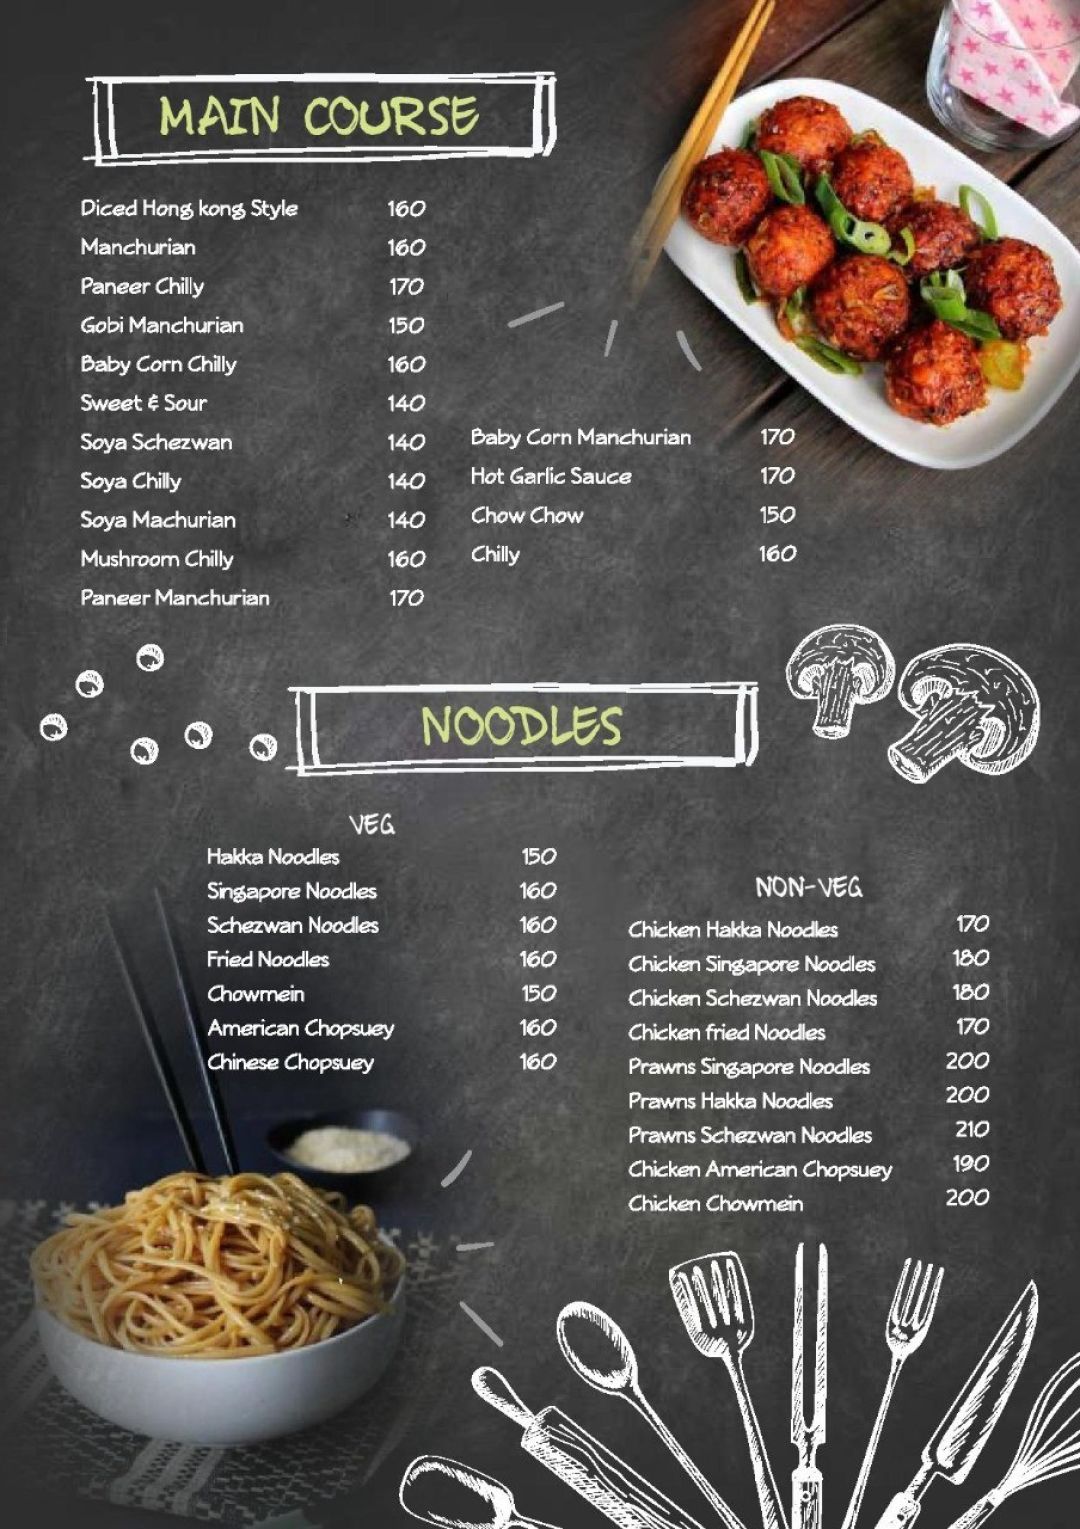 MAIN COURSE
Diced Hong kong Style 160
Manchurian 160
Paneer Chilly 170
Gobi Manchurian 150
Baby Corn Chilly 160
Sweet & Sour 140
Soya Schezwan 140
Soya Chilly 140
Soya Machurian 140
Mushroom Chilly 160
Paneer Manchurian 170
Baby Corn Manchurian 170
Hot Garlic Sauce 170
Chow Chow 150
Chilly 160
NOODLES
VEG
Hakka Noodles 150
Singapore Noodles 160
Schezwan Noodles 160
Fried Noodles 160
Chowmein 150
American Chopsuey 160
Chinese Chopsuey 160
NON-VEG
Chicken Hakka Noodles 170
Chicken Singapore Noodles 180
Chicken Schezwan Noodles 180
Chicken fried Noodles 170
Prawns Singapore Noodles 200
Prawns Hakka Noodles 200
Prawns Schezwan Noodles 210
Chicken American Chopsuey 190
Chicken Chowmein 200